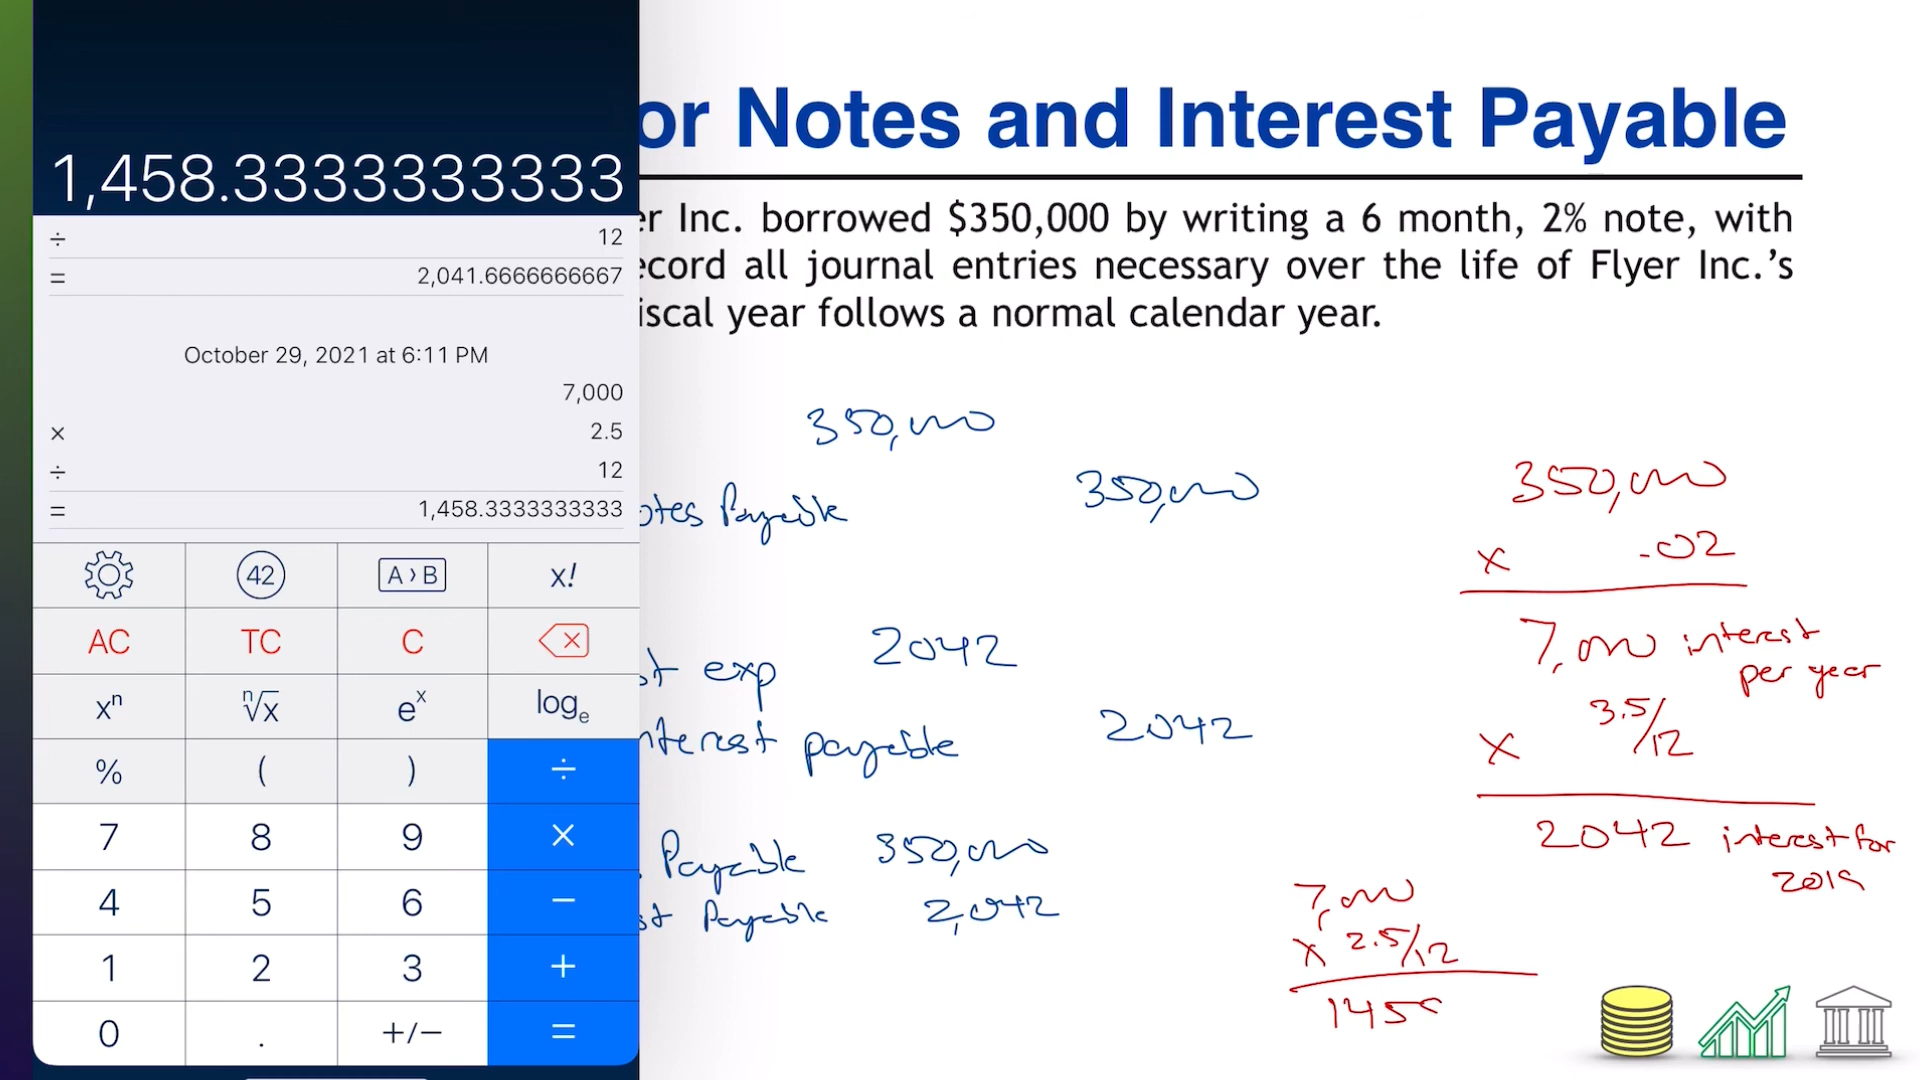 1,458.3333333333
÷ 12
= 2,041.6666666667
October 29, 2021 at 6:11 PM
7,000
× 2.5
÷ 12
= 1,458.3333333333
42 A›B x!
AC TC C
xⁿ ⁿ√x eˣ logₑ
% ( ) ÷
7 8 9 ×
4 5 6 −
1 2 3 +
0 . +/− =
or Notes and Interest Payable
er Inc. borrowed $350,000 by writing a 6 month, 2% note, with
ecord all journal entries necessary over the life of Flyer Inc.’s
iscal year follows a normal calendar year.
350,000
otes Payable 350,000
st exp 2042
nterest payable 2042
Payable 350,000
st Payable 2,042
350,000
x .02
7,000 interest
per year
x 3.5/12
2042 interest for
2019
7,000
x 2.5/12
1458